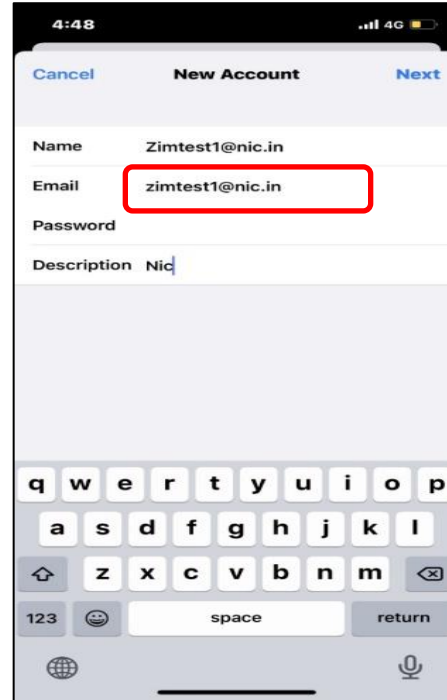 4:48 4G
Cancel New Account Next
Name Zimtest1@nic.in
Email zimtest1@nic.in
Password
Description Nic
q w e r t y u i o p
a s d f g h j k l
z x c v b n m
123 space return